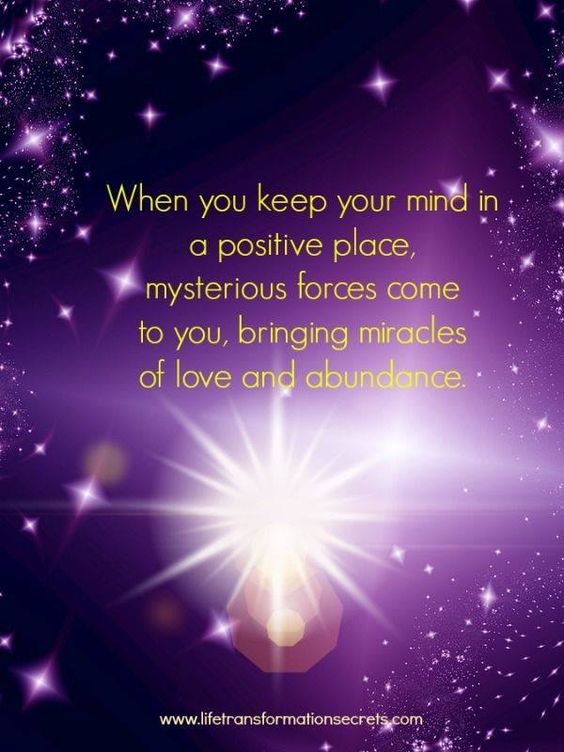 When you keep your mind in
a positive place,
mysterious forces come
to you, bringing miracles
of love and abundance.
www.lifetransformationsecrets.com